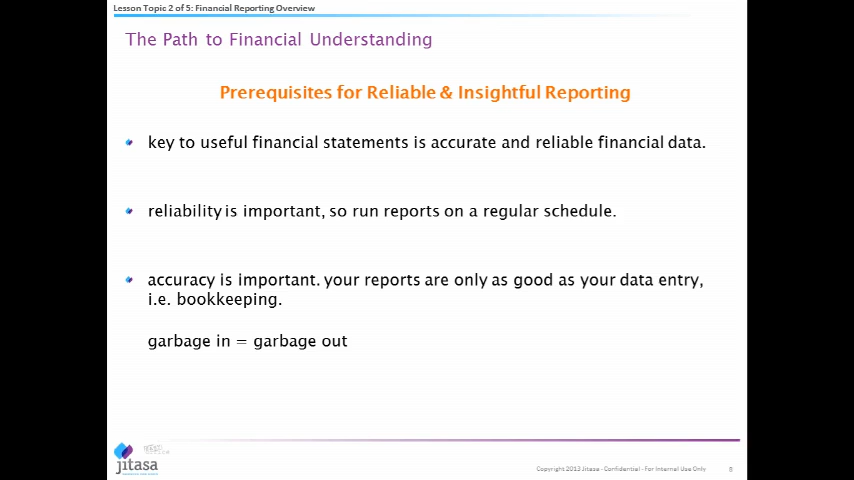 Lesson Topic 2 of 5: Financial Reporting Overview
The Path to Financial Understanding
Prerequisites for Reliable & Insightful Reporting
key to useful financial statements is accurate and reliable financial data.
reliability is important, so run reports on a regular schedule.
accuracy is important. your reports are only as good as your data entry,
i.e. bookkeeping.
garbage in = garbage out
jitasa
Copyright 2013 Jitasa - Confidential - For Internal Use Only
8